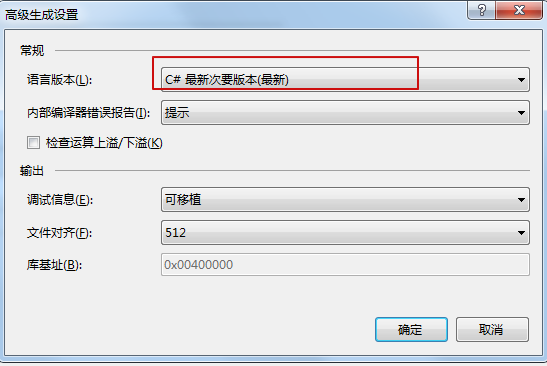 高级生成设置
常规
语言版本(L): C# 最新次要版本(最新)
内部编译器错误报告(I): 提示
检查运算上溢/下溢(K)
输出
调试信息(E): 可移植
文件对齐(F): 512
库基址(B): 0x00400000
确定 取消